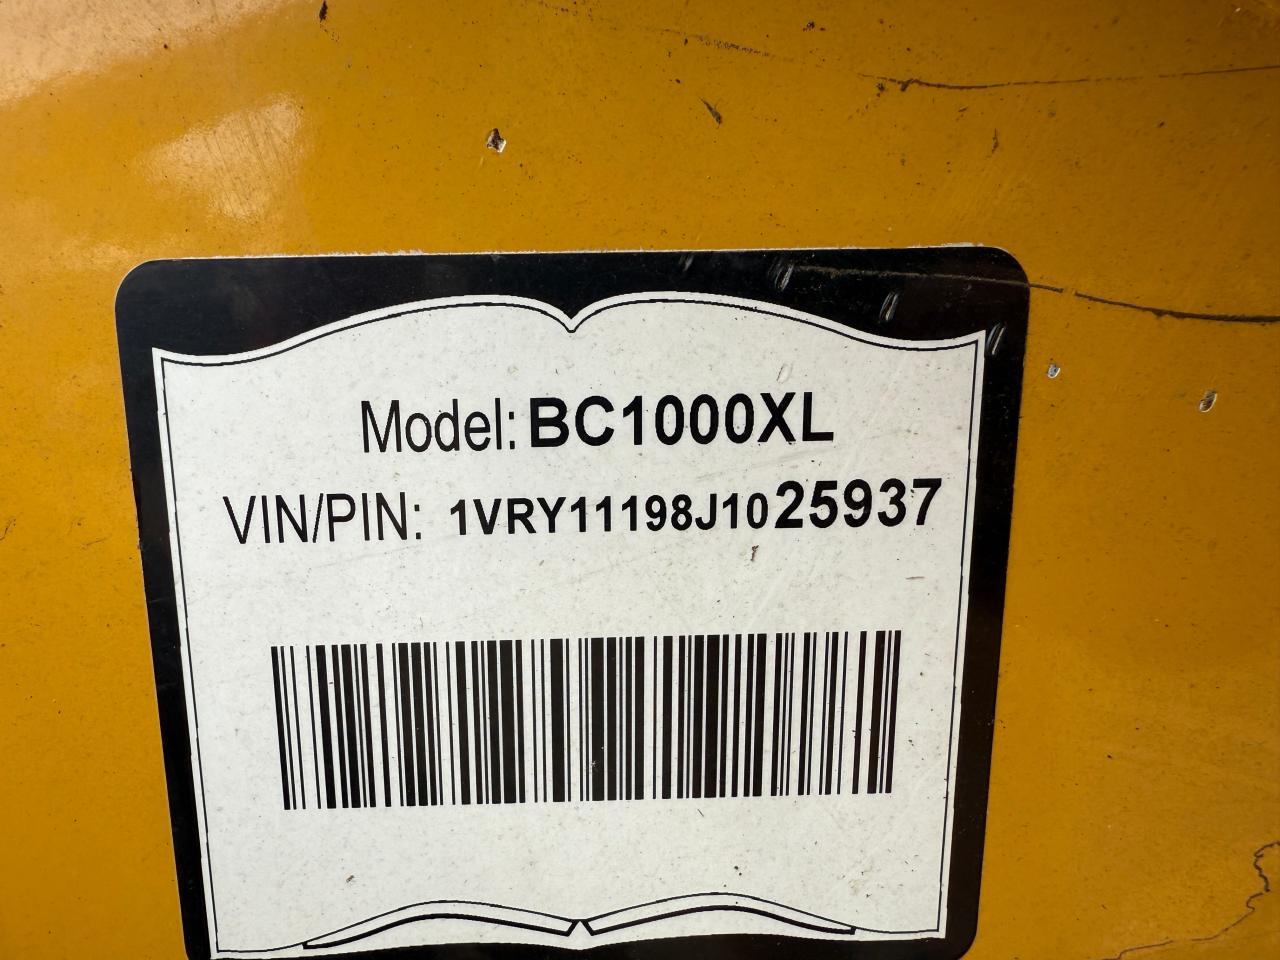 Model: BC1000XL
VIN/PIN: 1VRY11198J1025937